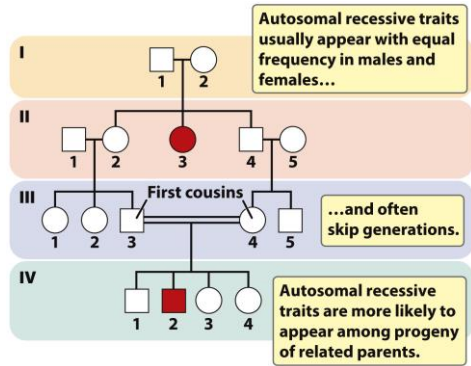 Autosomal recessive traits
usually appear with equal
frequency in males and
females...
I
1 2
II
1 2 3 4 5
III
First cousins
1 2 3 4 5
...and often
skip generations.
IV
1 2 3 4
Autosomal recessive
traits are more likely to
appear among progeny
of related parents.